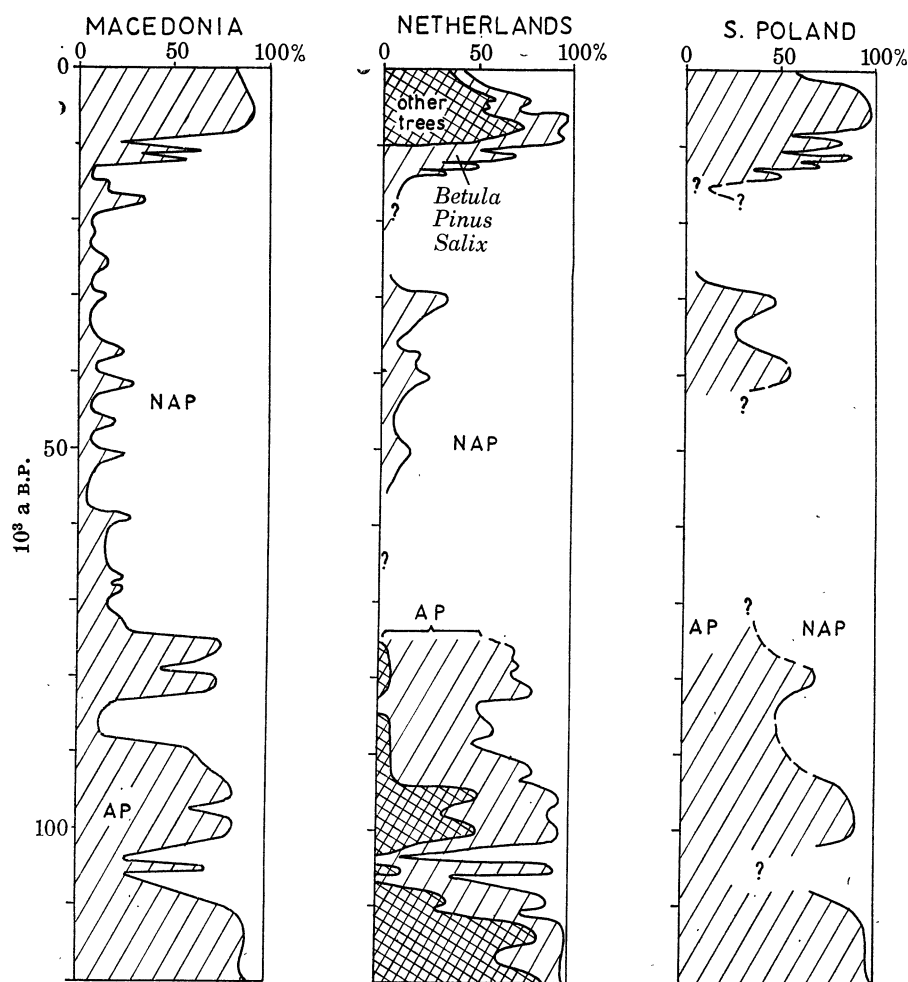 MACEDONIA
0 50 100%
NETHERLANDS
0 50 100%
S. POLAND
0 50 100%
0
other
trees
Betula
Pinus
Salix
?
?
?
NAP
?
NAP
50
10³ a B.P.
?
?
AP
AP
NAP
AP
100
?